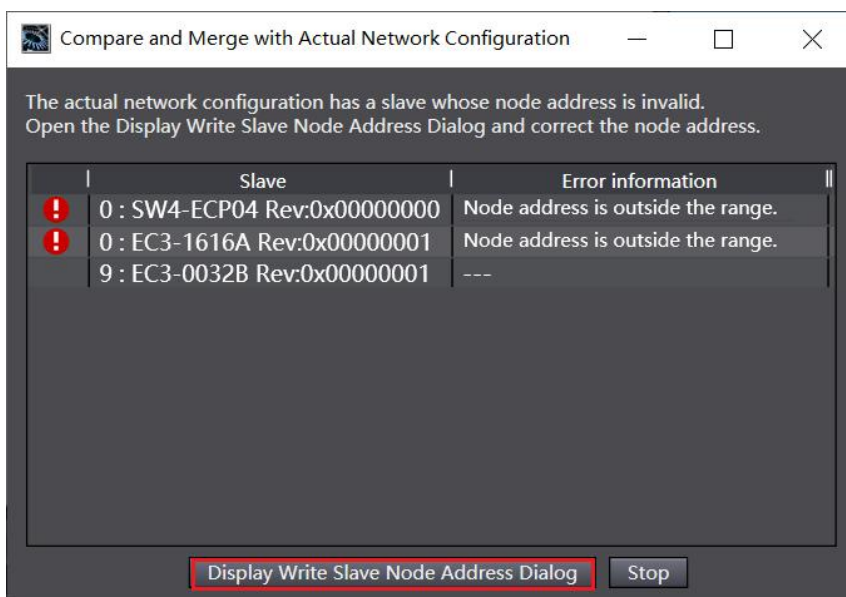 Compare and Merge with Actual Network Configuration
The actual network configuration has a slave whose node address is invalid.
Open the Display Write Slave Node Address Dialog and correct the node address.
Slave Error information
0 : SW4-ECP04 Rev:0x00000000 Node address is outside the range.
0 : EC3-1616A Rev:0x00000001 Node address is outside the range.
9 : EC3-0032B Rev:0x00000001 ---
Display Write Slave Node Address Dialog Stop